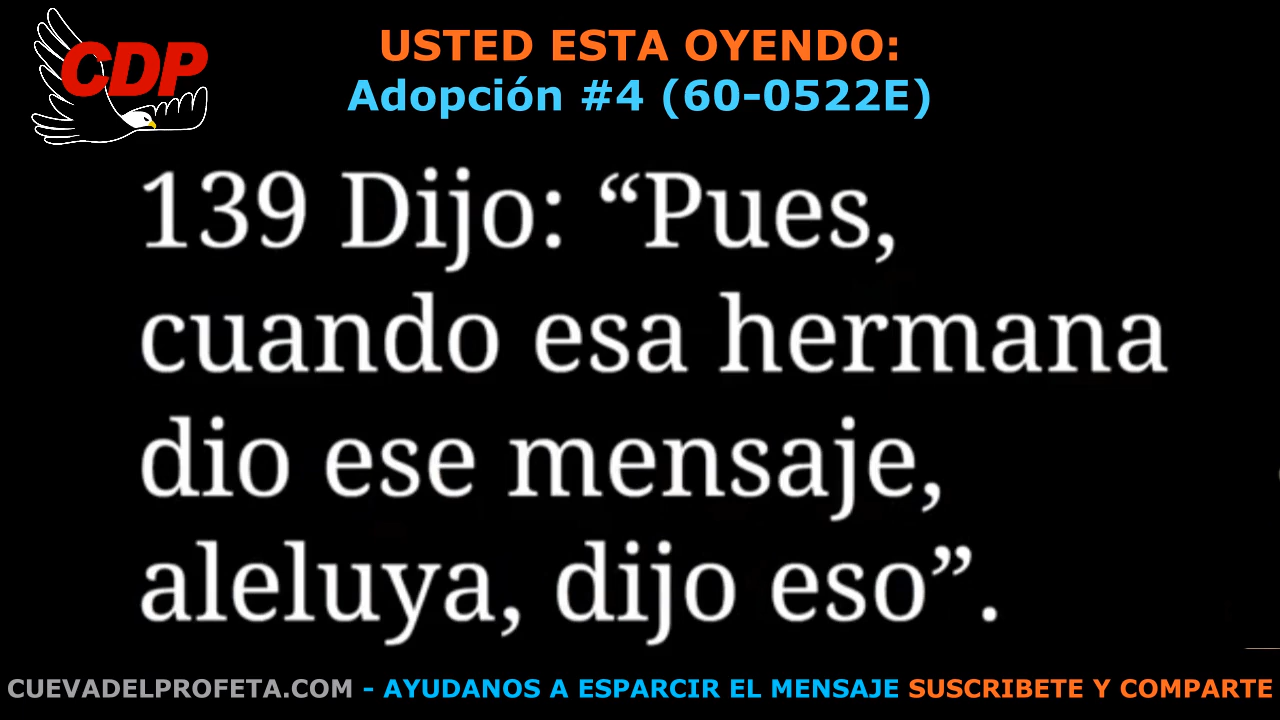 CDP
USTED ESTA OYENDO:
Adopción #4 (60-0522E)
139 Dijo: “Pues,
cuando esa hermana
dio ese mensaje,
aleluya, dijo eso”.
CUEVADELPROFETA.COM - AYUDANOS A ESPARCIR EL MENSAJE SUSCRIBETE Y COMPARTE